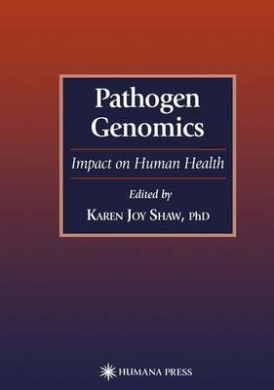 Pathogen
Genomics
Impact on Human Health
Edited by
KAREN JOY SHAW, PhD
HUMANA PRESS